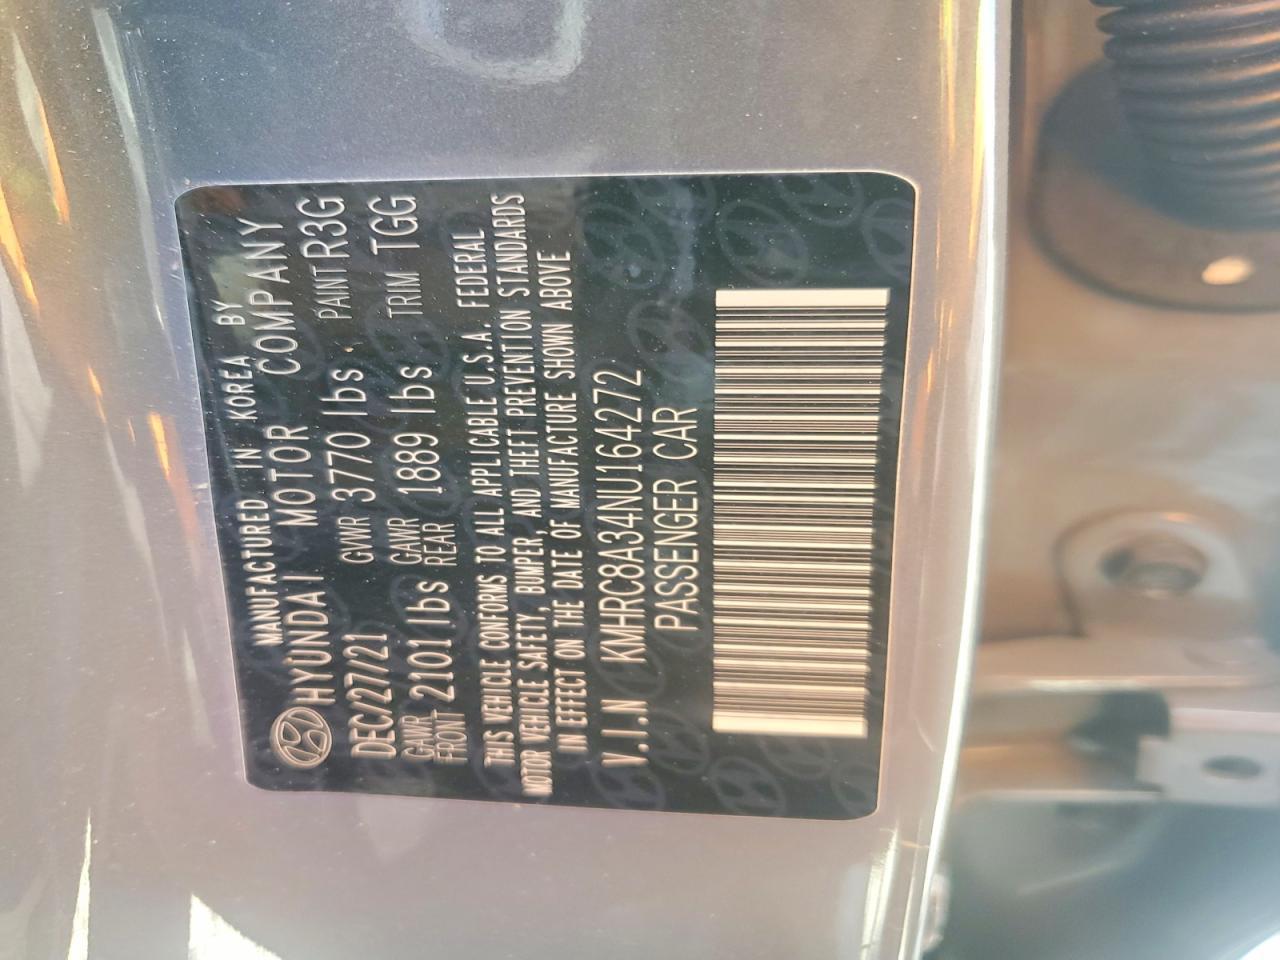 MANUFACTURED IN KOREA BY
HYUNDAI MOTOR COMPANY
DEC/27/21 GVWR 3770 lbs PAINT R3G
GAWR FRONT 2101 lbs GAWR REAR 1889 lbs TRIM TGG
THIS VEHICLE CONFORMS TO ALL APPLICABLE U.S.A. FEDERAL
MOTOR VEHICLE SAFETY, BUMPER, AND THEFT PREVENTION STANDARDS
IN EFFECT ON THE DATE OF MANUFACTURE SHOWN ABOVE
V.I.N KMHRC8A34NU164272
PASSENGER CAR